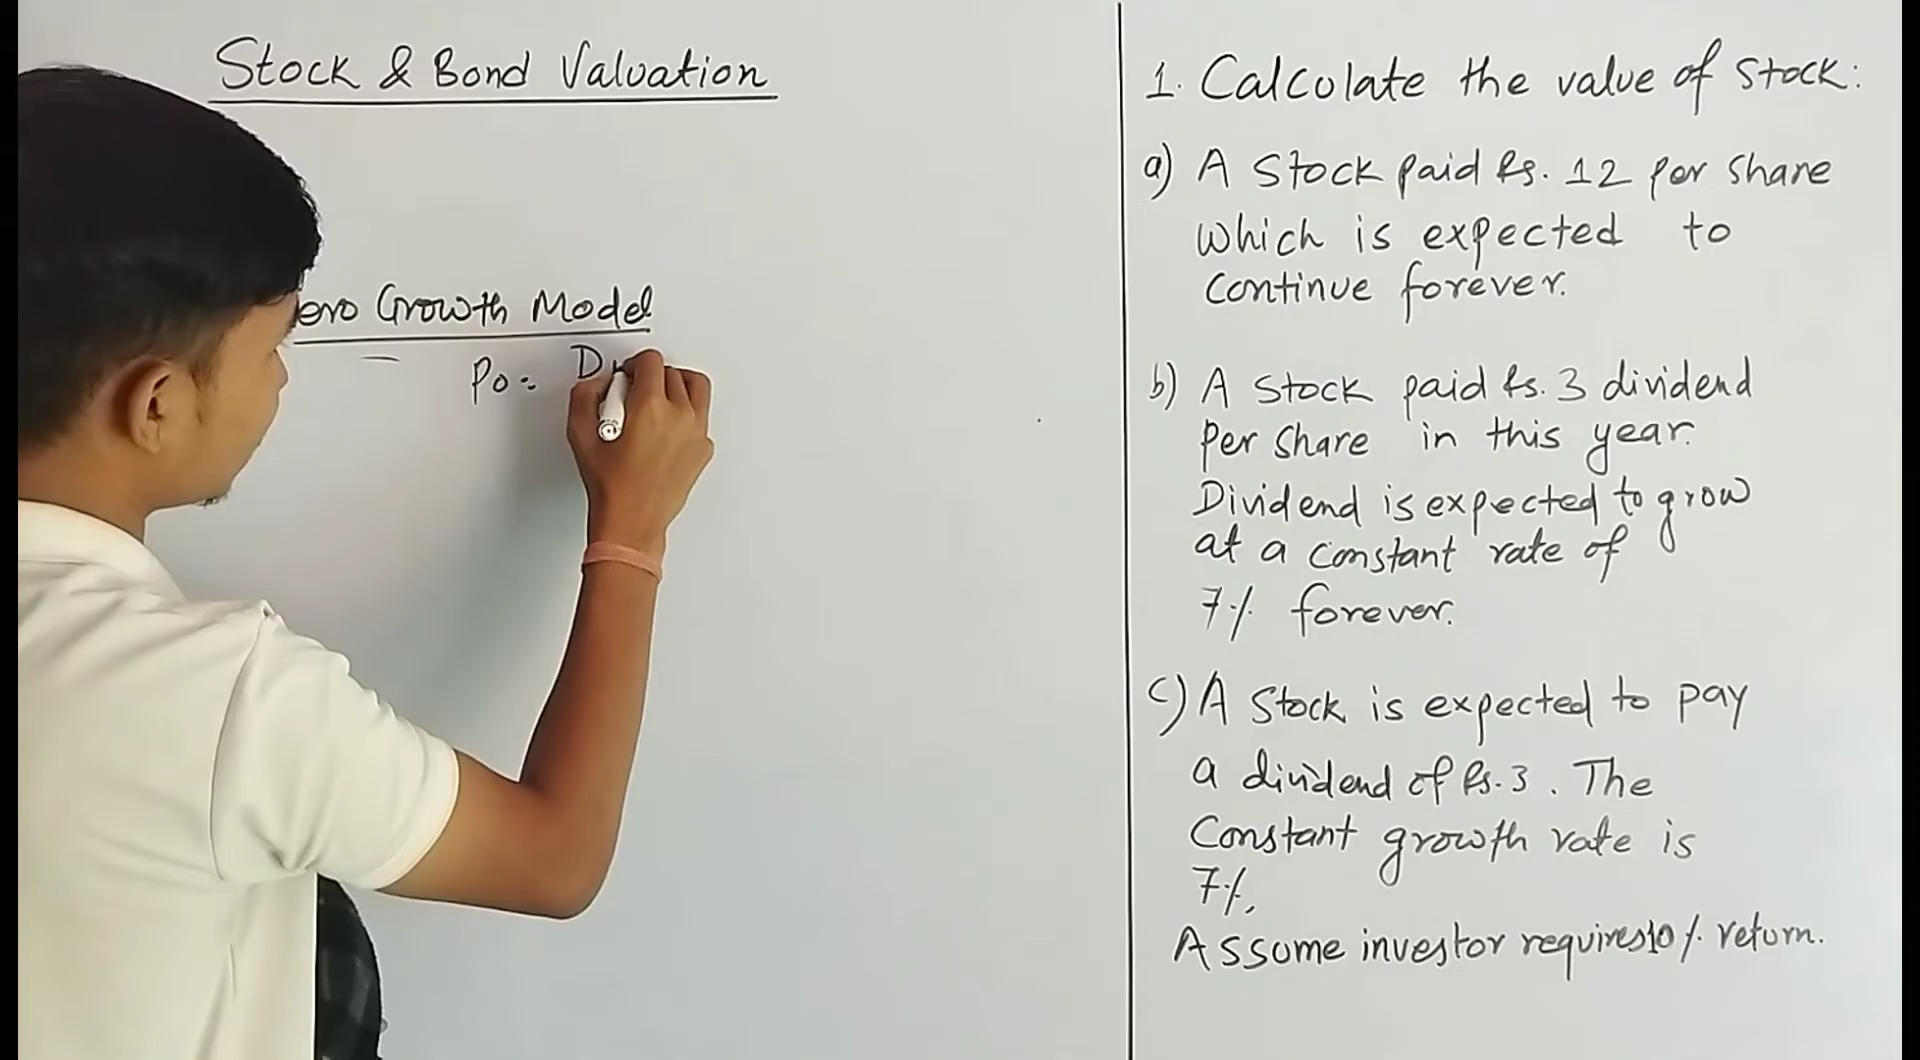 Stock & Bond Valuation
ero Growth Model
Po = D
1. Calculate the value of stock:
a) A stock paid Rs. 12 per share
which is expected to
continue forever.
b) A stock paid Rs. 3 dividend
per share in this year.
Dividend is expected to grow
at a constant rate of
7% forever.
c) A stock is expected to pay
a dividend of Rs. 3. The
constant growth rate is
7%.
Assume investor requires 10% return.